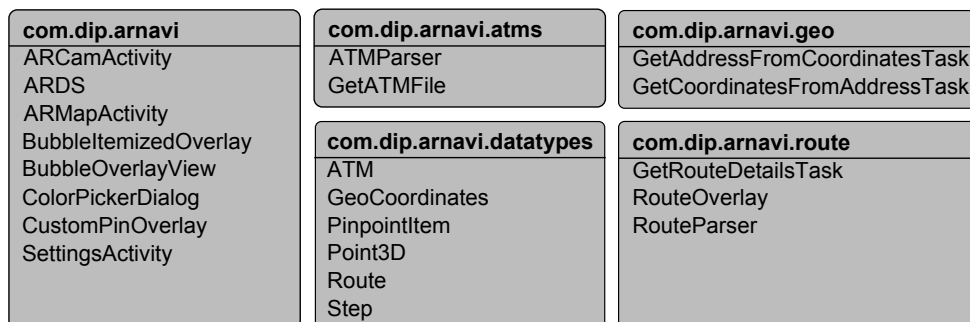 com.dip.arnavi
ARCamActivity
ARDS
ARMapActivity
BubbleItemizedOverlay
BubbleOverlayView
ColorPickerDialog
CustomPinOverlay
SettingsActivity
com.dip.arnavi.atms
ATMParser
GetATMFile
com.dip.arnavi.datatypes
ATM
GeoCoordinates
PinpointItem
Point3D
Route
Step
com.dip.arnavi.geo
GetAddressFromCoordinatesTask
GetCoordinatesFromAddressTask
com.dip.arnavi.route
GetRouteDetailsTask
RouteOverlay
RouteParser